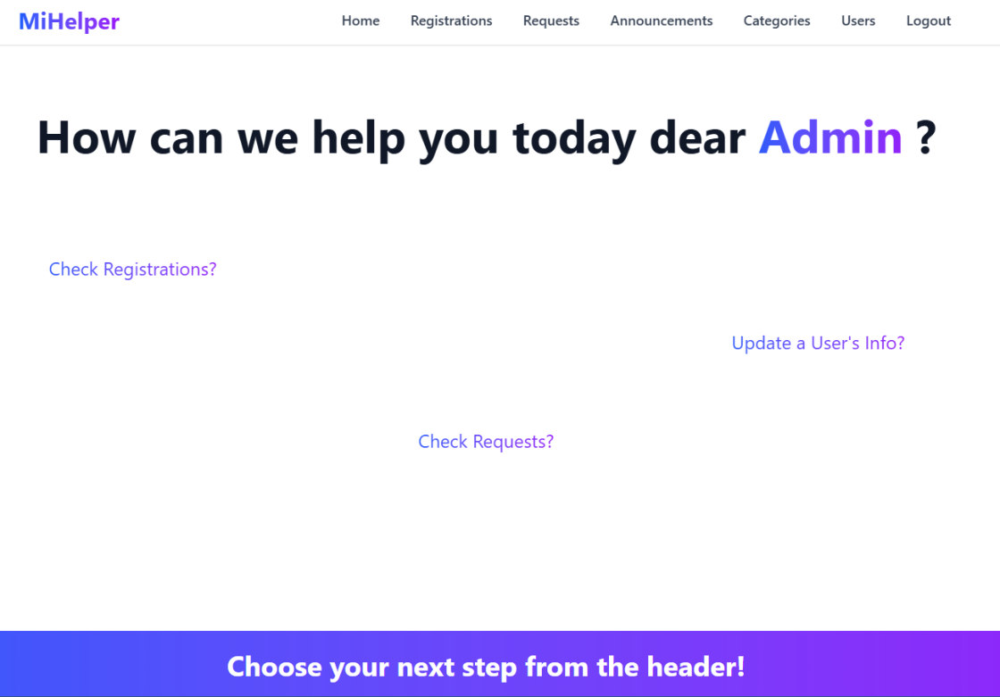 MiHelper Home Registrations Requests Announcements Categories Users Logout
How can we help you today dear Admin ?
Check Registrations?
Update a User's Info?
Check Requests?
Choose your next step from the header!